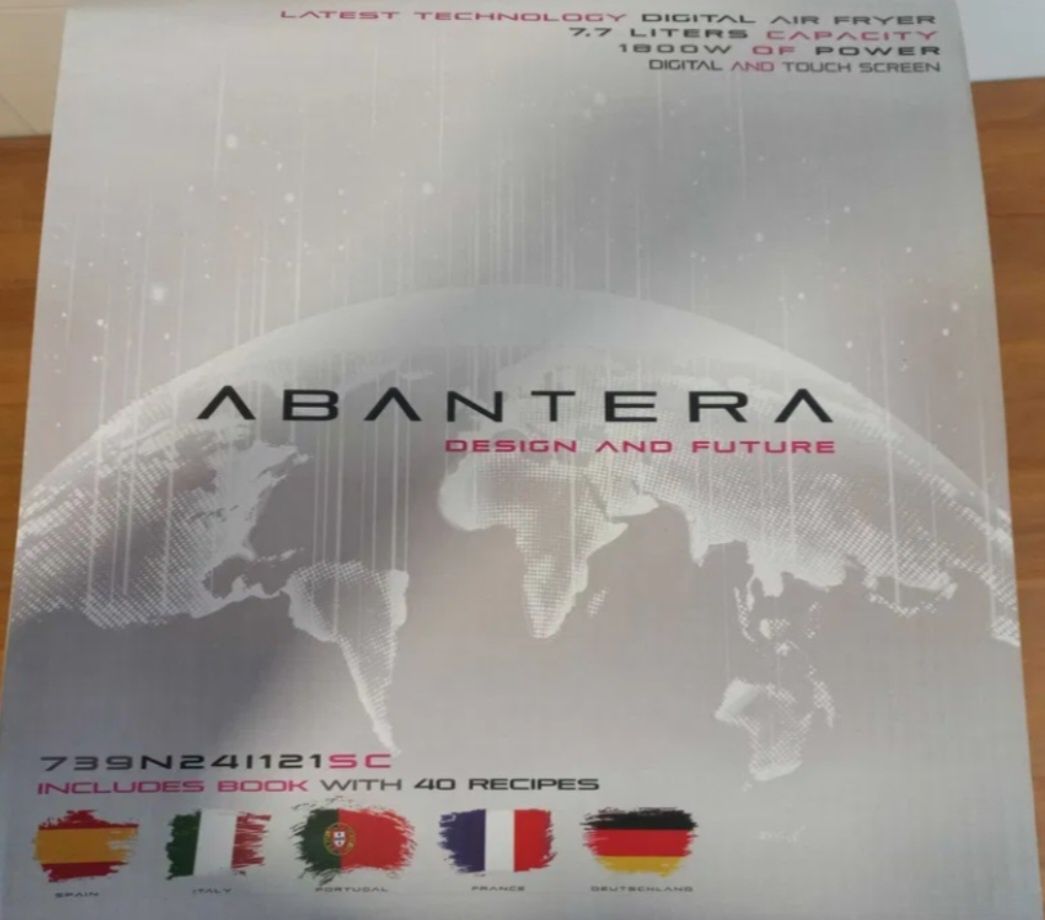 LATEST TECHNOLOGY DIGITAL AIR FRYER
7.7 LITERS CAPACITY
1800W OF POWER
DIGITAL AND TOUCH SCREEN
ABANTERA
DESIGN AND FUTURE
739N24I121SC
INCLUDES BOOK WITH 40 RECIPES
SPAIN ITALY PORTUGAL FRANCE DEUTSCHLAND